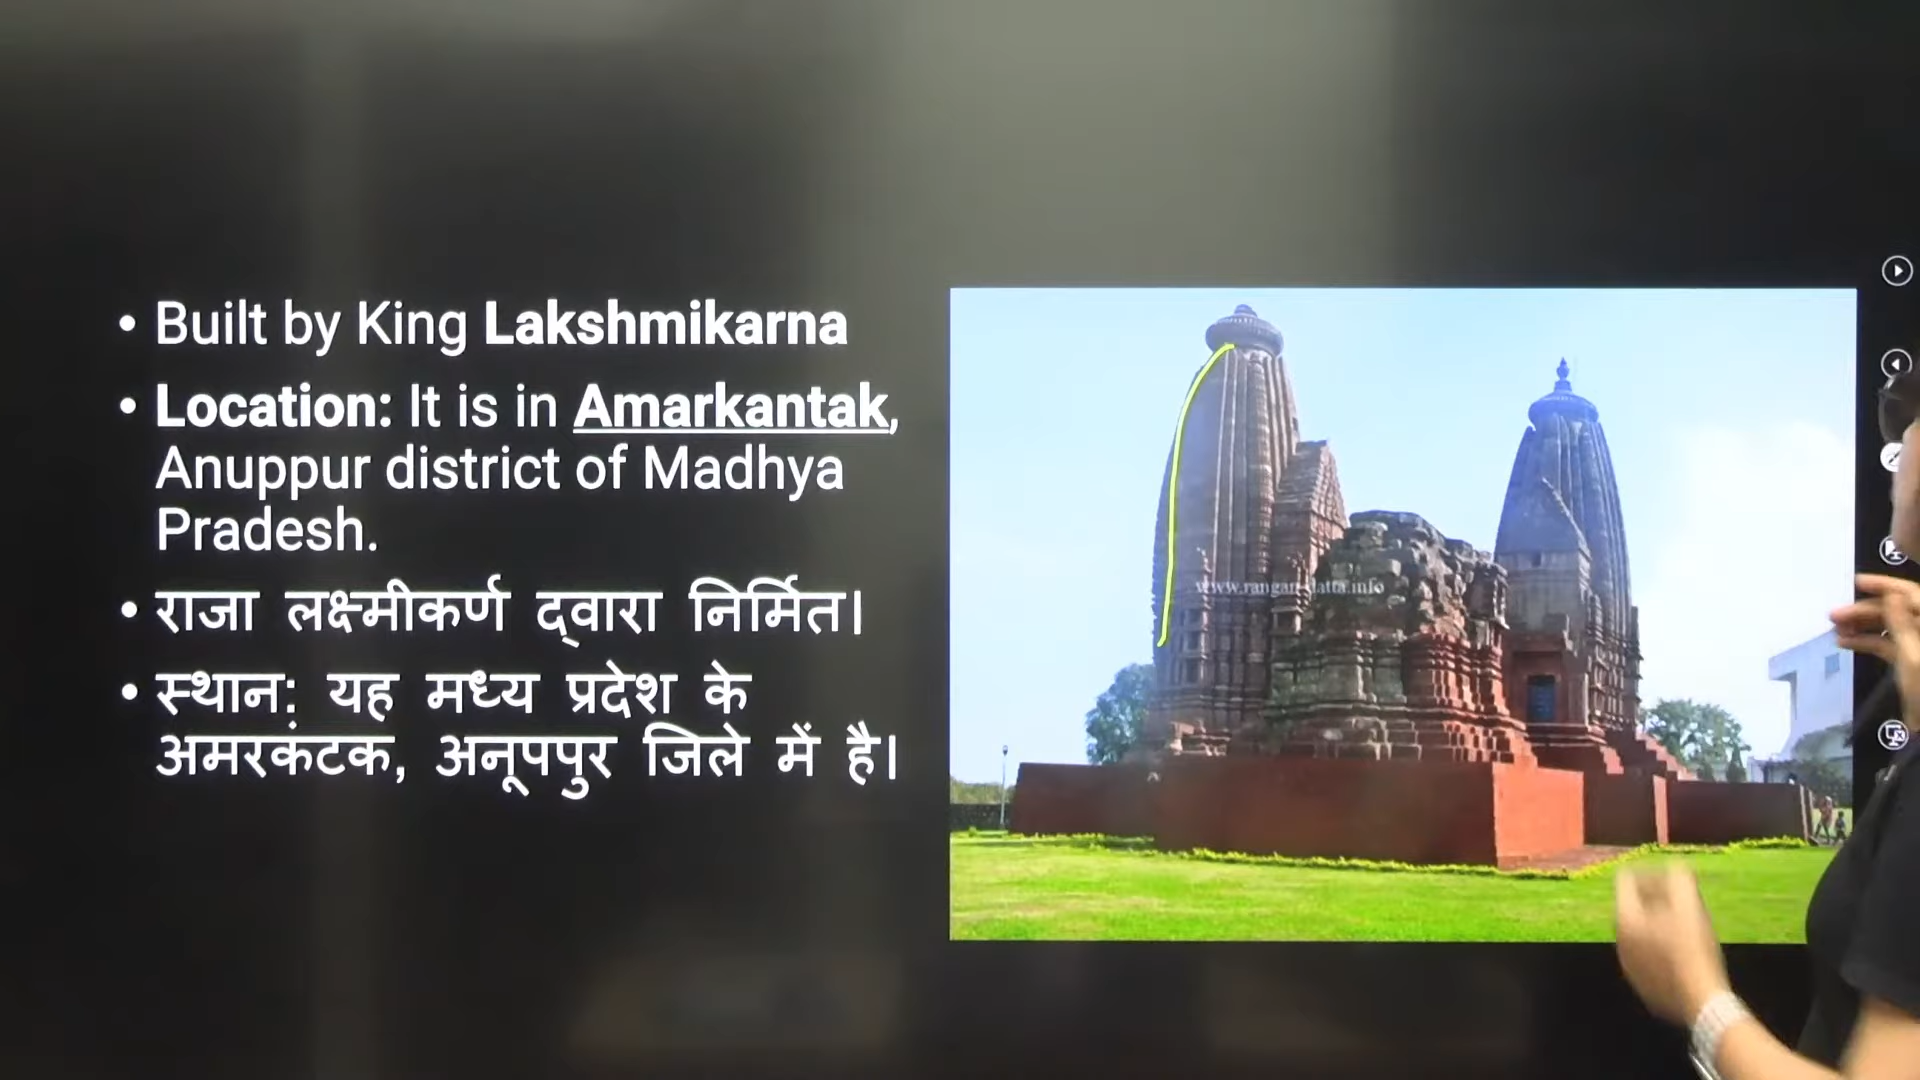 • Built by King Lakshmikarna
• Location: It is in Amarkantak,
Anuppur district of Madhya
Pradesh.
• राजा लक्ष्मीकर्ण द्वारा निर्मित।
• स्थान: यह मध्य प्रदेश के
अमरकंटक, अनूपपुर जिले में है।